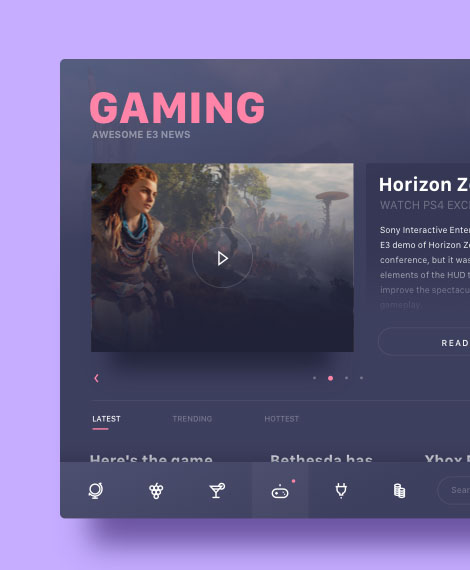 GAMING
AWESOME E3 NEWS
Horizon Z
WATCH PS4 EXC
Sony Interactive Enter
E3 demo of Horizon Ze
conference, but it was
elements of the HUD t
improve the spectacu
gameplay.
READ
LATEST
TRENDING
HOTTEST
Here's the game
Bethesda has
Xbox
Sear